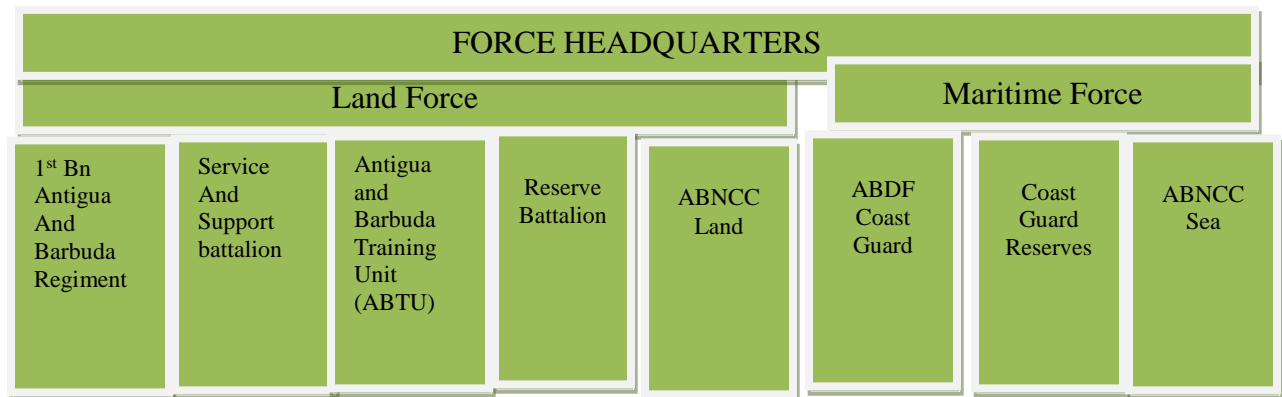 FORCE HEADQUARTERS
Land Force
Maritime Force
1st Bn
Antigua
And
Barbuda
Regiment
Service
And
Support
battalion
Antigua
and
Barbuda
Training
Unit
(ABTU)
Reserve
Battalion
ABNCC
Land
ABDF
Coast
Guard
Coast
Guard
Reserves
ABNCC
Sea